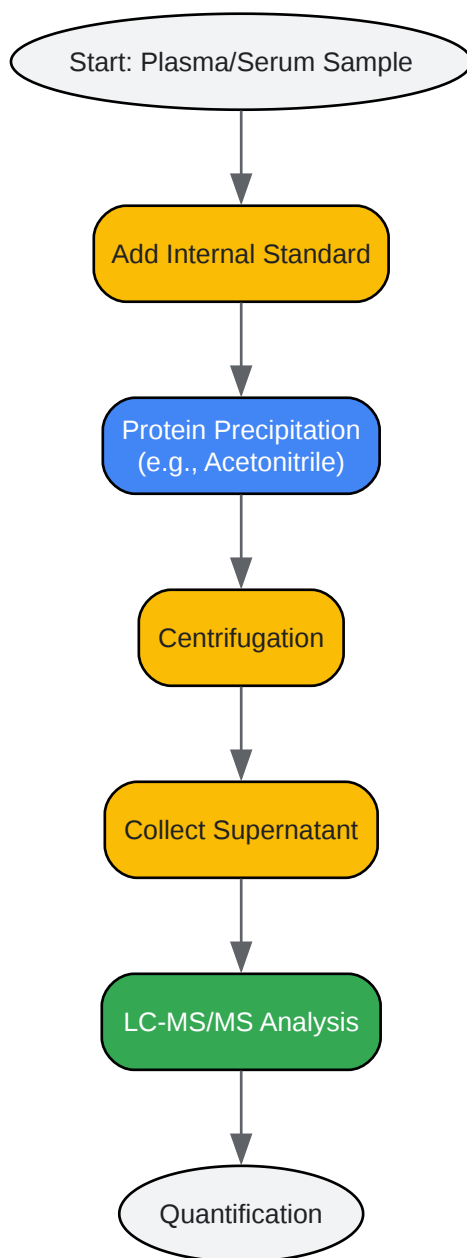 Start: Plasma/Serum Sample
Add Internal Standard
Protein Precipitation
(e.g., Acetonitrile)
Centrifugation
Collect Supernatant
LC-MS/MS Analysis
Quantification